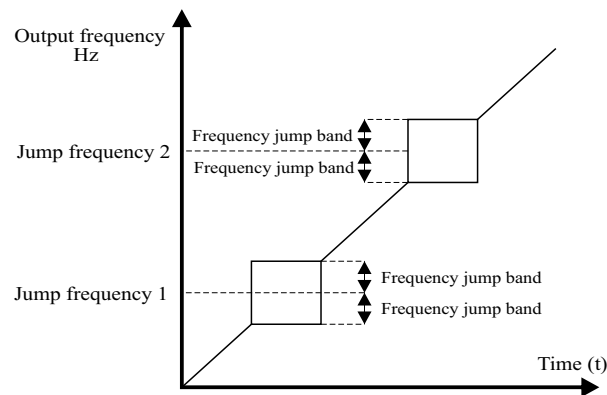 Output frequency
Hz
Frequency jump band
Jump frequency 2
Frequency jump band
Frequency jump band
Jump frequency 1
Frequency jump band
Time (t)